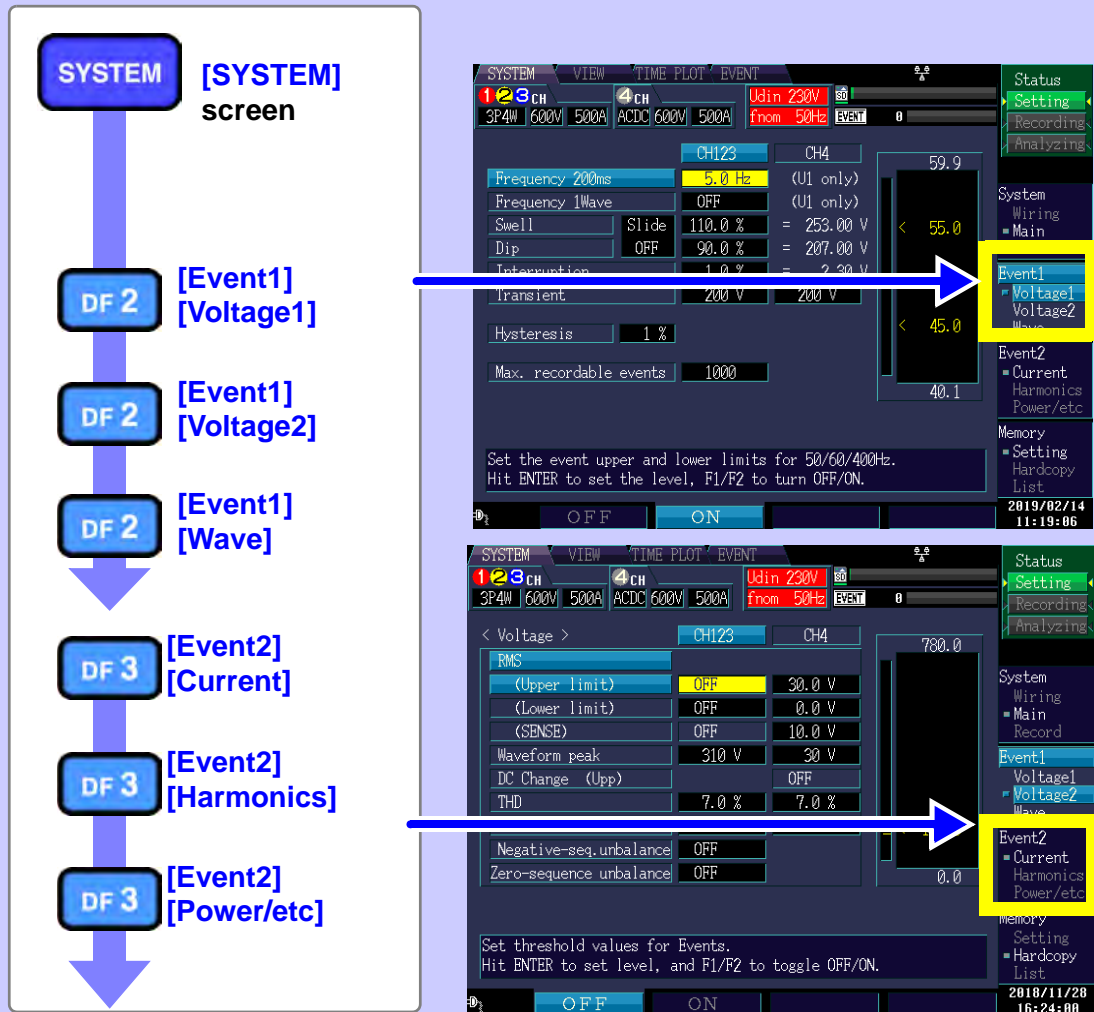 SYSTEM
[SYSTEM]
screen
DF 2
[Event1]
[Voltage1]
DF 2
[Event1]
[Voltage2]
DF 2
[Event1]
[Wave]
DF 3
[Event2]
[Current]
DF 3
[Event2]
[Harmonics]
DF 3
[Event2]
[Power/etc]
SYSTEM VIEW TIME PLOT EVENT
1 2 3 CH 4 CH Udin 230V SD
3P4W 600V 500A ACDC 600V 500A fnom 50Hz EVENT 0
CH123 CH4
Frequency 200ms 5.0 Hz (U1 only)
Frequency 1Wave OFF (U1 only)
Swell Slide 110.0 % = 253.00 V
Dip OFF 90.0 % = 207.00 V
Interruption 1.0 % = 2.30 V
Transient 200 V 200 V
Hysteresis 1 %
Max. recordable events 1000
59.9
< 55.0
< 45.0
40.1
Set the event upper and lower limits for 50/60/400Hz.
Hit ENTER to set the level, F1/F2 to turn OFF/ON.
OFF ON
Status
Setting
Recording
Analyzing
System
Wiring
Main
Event1
Voltage1
Voltage2
Wave
Event2
Current
Harmonics
Power/etc
Memory
Setting
Hardcopy
List
2019/02/14
11:19:06
SYSTEM VIEW TIME PLOT EVENT
1 2 3 CH 4 CH Udin 230V SD
3P4W 600V 500A ACDC 600V 500A fnom 50Hz EVENT 0
< Voltage > CH123 CH4
RMS
(Upper limit) OFF 30.0 V
(Lower limit) OFF 0.0 V
(SENSE) OFF 10.0 V
Waveform peak 310 V 30 V
DC Change (Upp) OFF
THD 7.0 % 7.0 %
Negative-seq.unbalance OFF
Zero-sequence unbalance OFF
780.0
0.0
Set threshold values for Events.
Hit ENTER to set level, and F1/F2 to toggle OFF/ON.
OFF ON
Status
Setting
Recording
Analyzing
System
Wiring
Main
Record
Event1
Voltage1
Voltage2
Wave
Event2
Current
Harmonics
Power/etc
Memory
Setting
Hardcopy
List
2018/11/28
16:24:00